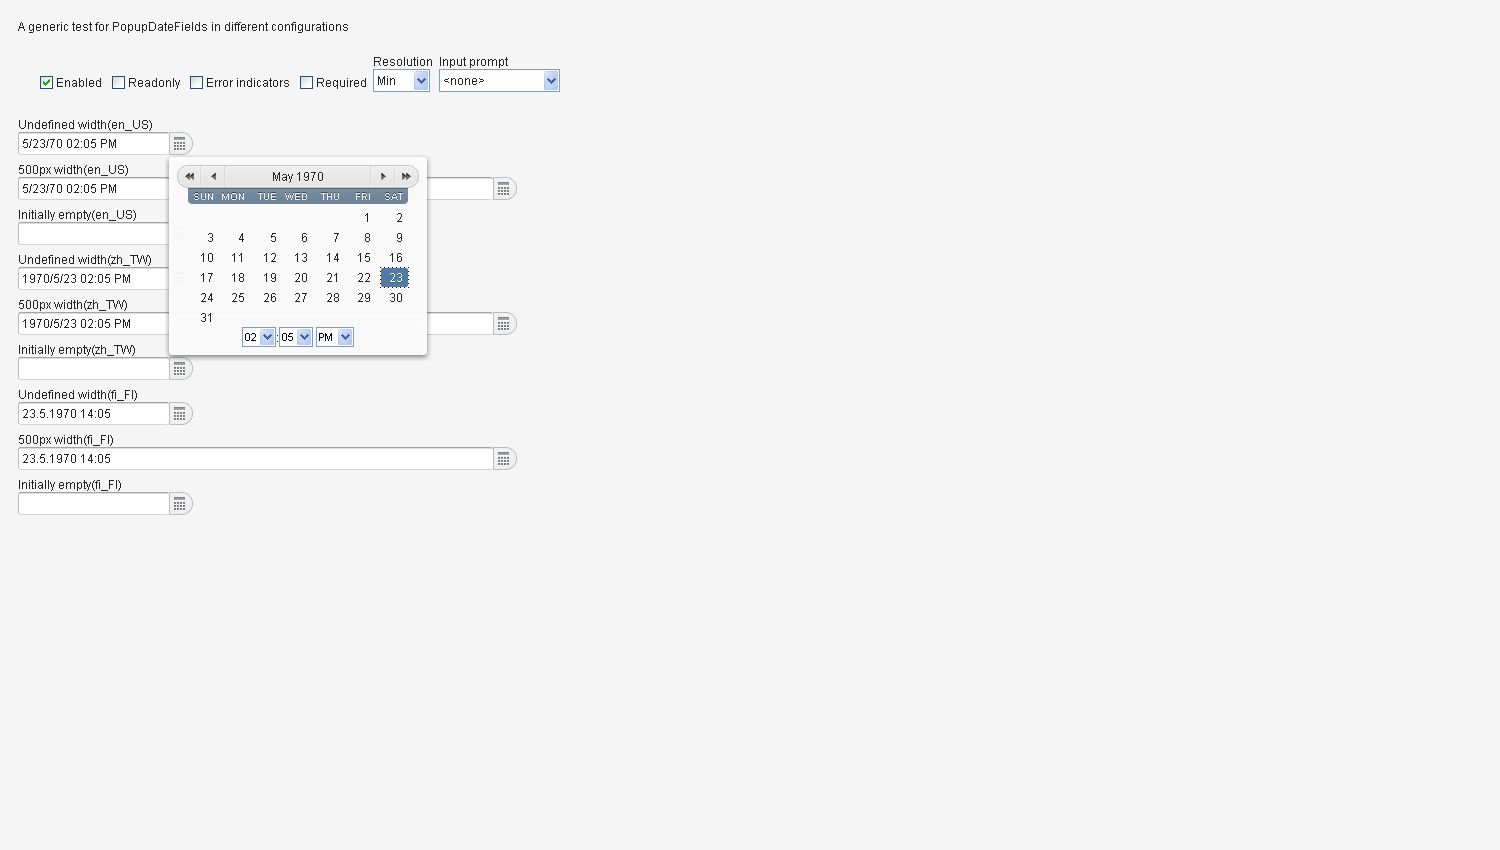 A generic test for PopupDateFields in different configurations
Resolution Input prompt
Enabled Readonly Error indicators Required Min <none>
Undefined width(en_US)
5/23/70 02:05 PM
500px width(en_US)
5/23/70 02:05 PM
Initially empty(en_US)
Undefined width(zh_TW)
1970/5/23 02:05 PM
500px width(zh_TW)
1970/5/23 02:05 PM
Initially empty(zh_TW)
Undefined width(fi_FI)
23.5.1970 14:05
500px width(fi_FI)
23.5.1970 14:05
Initially empty(fi_FI)
May 1970
SUN MON TUE WED THU FRI SAT
1 2
3 4 5 6 7 8 9
10 11 12 13 14 15 16
17 18 19 20 21 22 23
24 25 26 27 28 29 30
31
02 : 05 PM